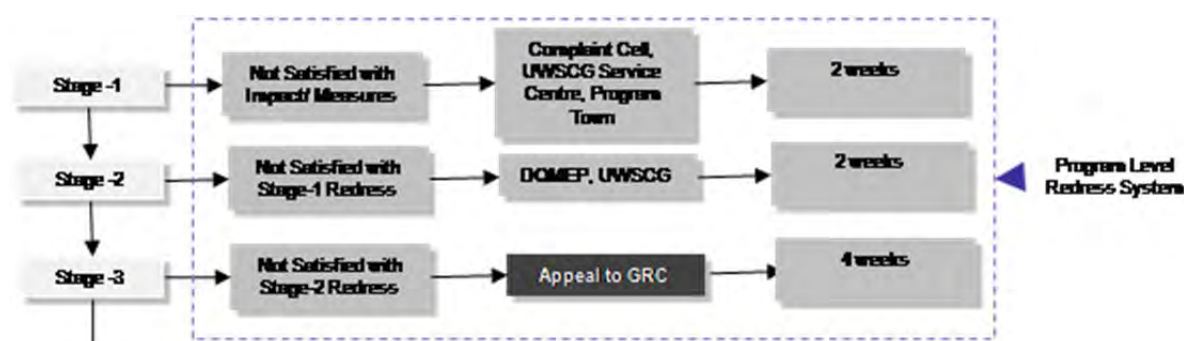 Stage -1
Not Satisfied with
Impact/ Measures
Complaint Cell,
UWSCG Service
Centre, Program
Town
2 weeks
Stage -2
Not Satisfied with
Stage-1 Redress
DOMEP, UWSCG
2 weeks
Program Level
Redress System
Stage -3
Not Satisfied with
Stage-2 Redress
Appeal to GRC
4 weeks